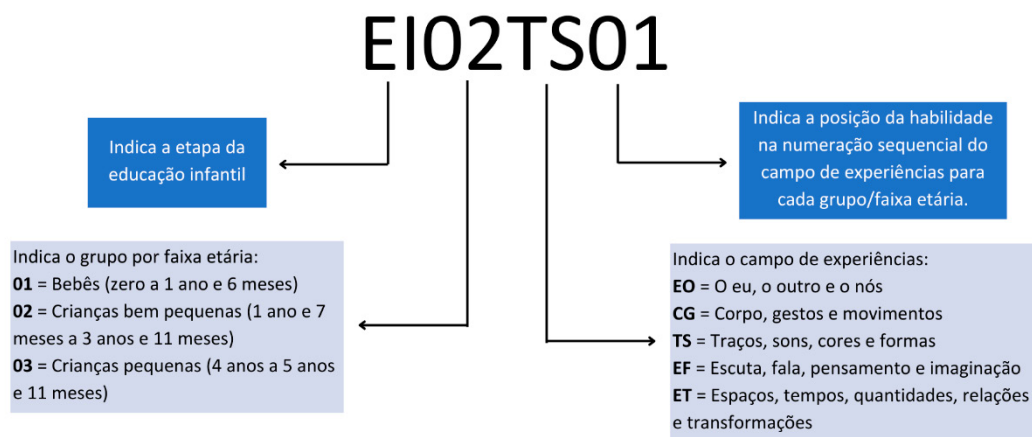 EI02TS01
Indica a etapa da
educação infantil
Indica a posição da habilidade
na numeração sequencial do
campo de experiências para
cada grupo/faixa etária.
Indica o grupo por faixa etária:
01 = Bebês (zero a 1 ano e 6 meses)
02 = Crianças bem pequenas (1 ano e 7
meses a 3 anos e 11 meses)
03 = Crianças pequenas (4 anos a 5 anos
e 11 meses)
Indica o campo de experiências:
EO = O eu, o outro e o nós
CG = Corpo, gestos e movimentos
TS = Traços, sons, cores e formas
EF = Escuta, fala, pensamento e imaginação
ET = Espaços, tempos, quantidades, relações
e transformações